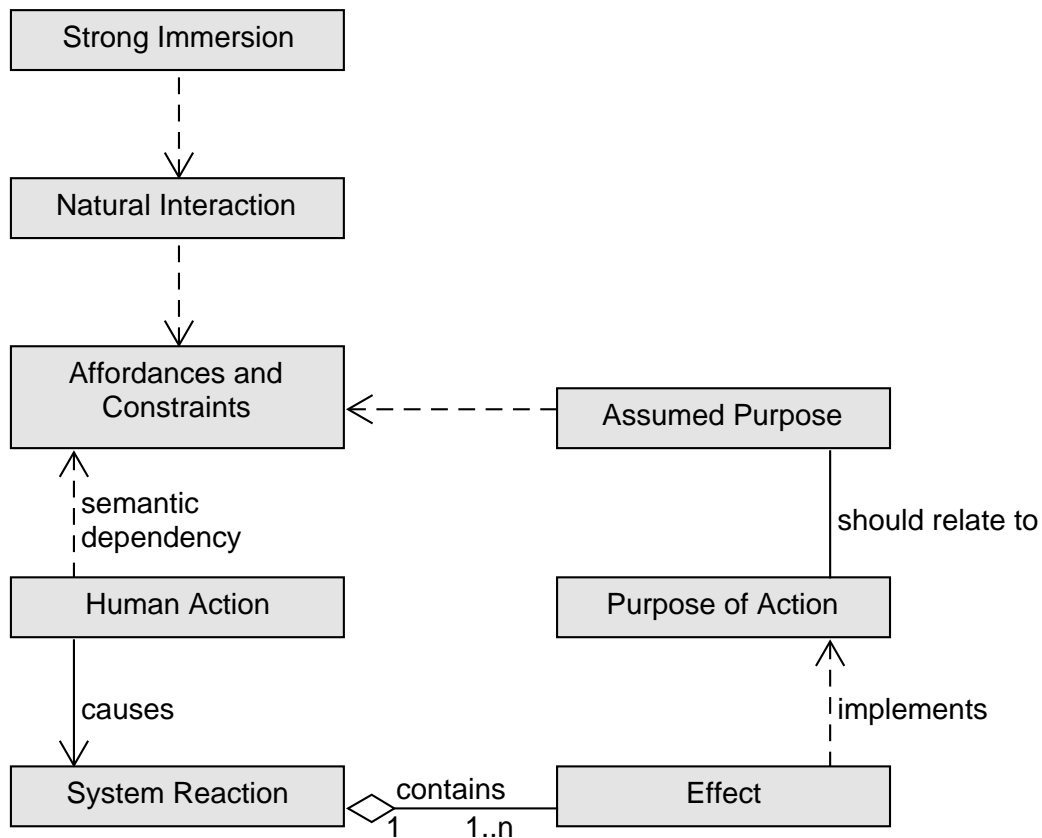 Strong Immersion
Natural Interaction
Affordances and
Constraints
Assumed Purpose
semantic
dependency
should relate to
Human Action
Purpose of Action
causes
implements
System Reaction
contains
1
1..n
Effect